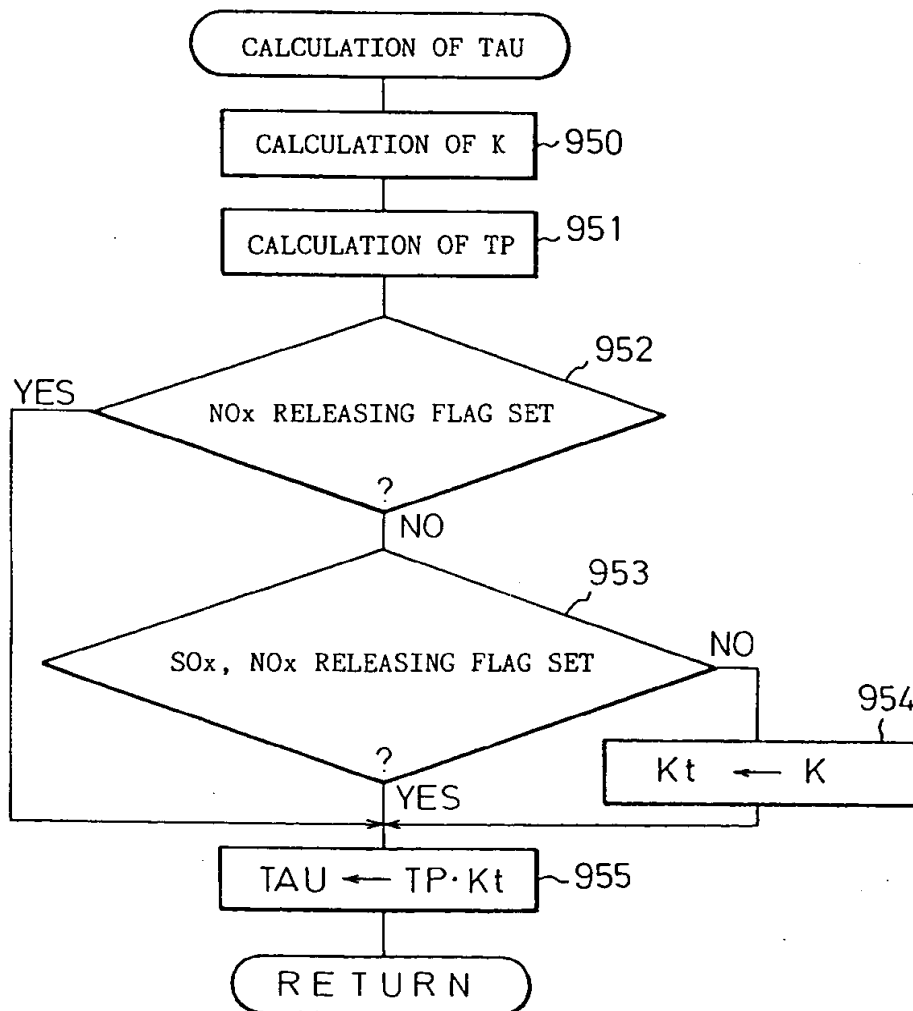 CALCULATION OF TAU
CALCULATION OF K
950
CALCULATION OF TP
951
952
YES
NOx RELEASING FLAG SET
?
NO
953
SOx, NOx RELEASING FLAG SET
NO
?
YES
954
Kt ← K
TAU ← TP·Kt
955
RETURN